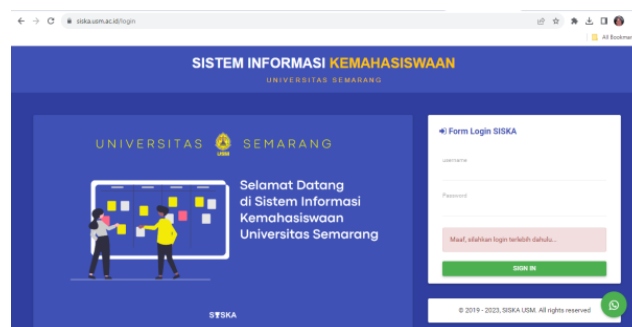 siska.usm.ac.id/login
All Bookmar
SISTEM INFORMASI KEMAHASISWAAN
UNIVERSITAS SEMARANG
UNIVERSITAS SEMARANG
USM
Selamat Datang
di Sistem Informasi
Kemahasiswaan
Universitas Semarang
SISKA
Form Login SISKA
username
Password
Maaf, silahkan login terlebih dahulu...
SIGN IN
© 2019 - 2023, SISKA USM. All rights reserved